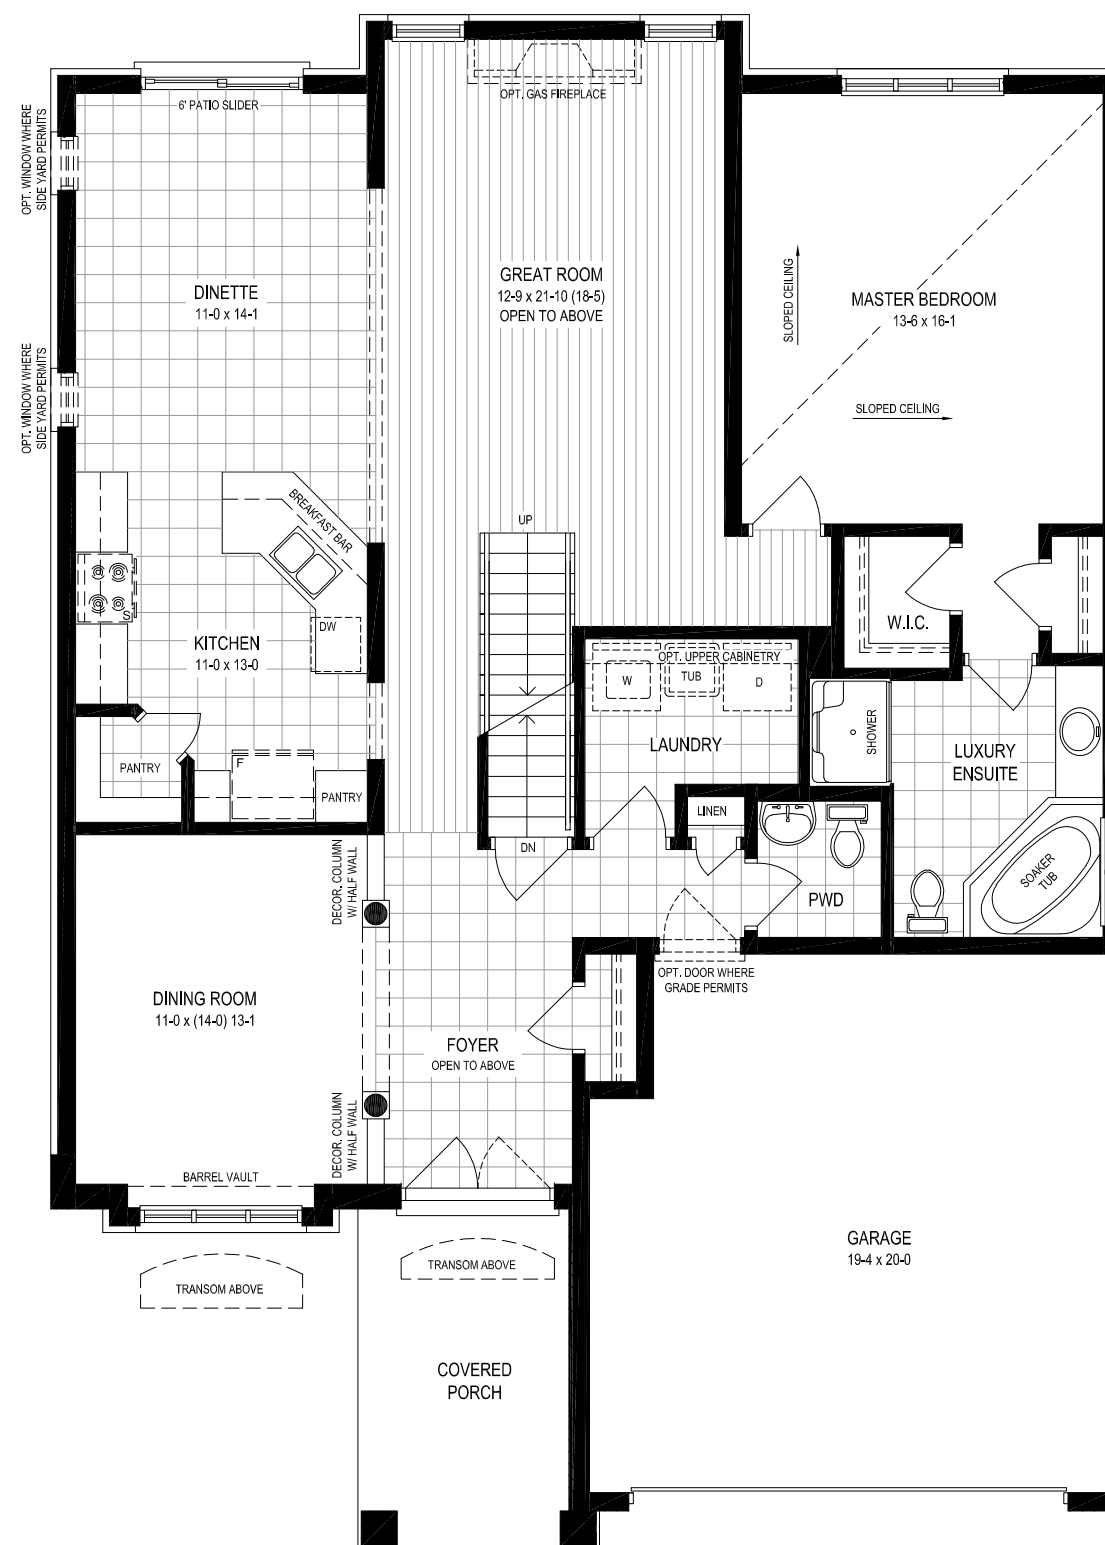 6' PATIO SLIDER
OPT. GAS FIREPLACE
OPT. WINDOW WHERE
SIDE YARD PERMITS
DINETTE
11-0 x 14-1
GREAT ROOM
12-9 x 21-10 (18-5)
OPEN TO ABOVE
SLOPED CEILING
MASTER BEDROOM
13-6 x 16-1
SLOPED CEILING
OPT. WINDOW WHERE
SIDE YARD PERMITS
BREAKFAST BAR
UP
S
DW
KITCHEN
11-0 x 13-0
W.I.C.
OPT. UPPER CABINETRY
W
TUB
D
LAUNDRY
SHOWER
LUXURY
ENSUITE
PANTRY
F
PANTRY
LINEN
DN
DECOR. COLUMN
W/ HALF WALL
PWD
SOAKER
TUB
OPT. DOOR WHERE
GRADE PERMITS
DINING ROOM
11-0 x (14-0) 13-1
FOYER
OPEN TO ABOVE
DECOR. COLUMN
W/ HALF WALL
BARREL VAULT
TRANSOM ABOVE
TRANSOM ABOVE
GARAGE
19-4 x 20-0
COVERED
PORCH